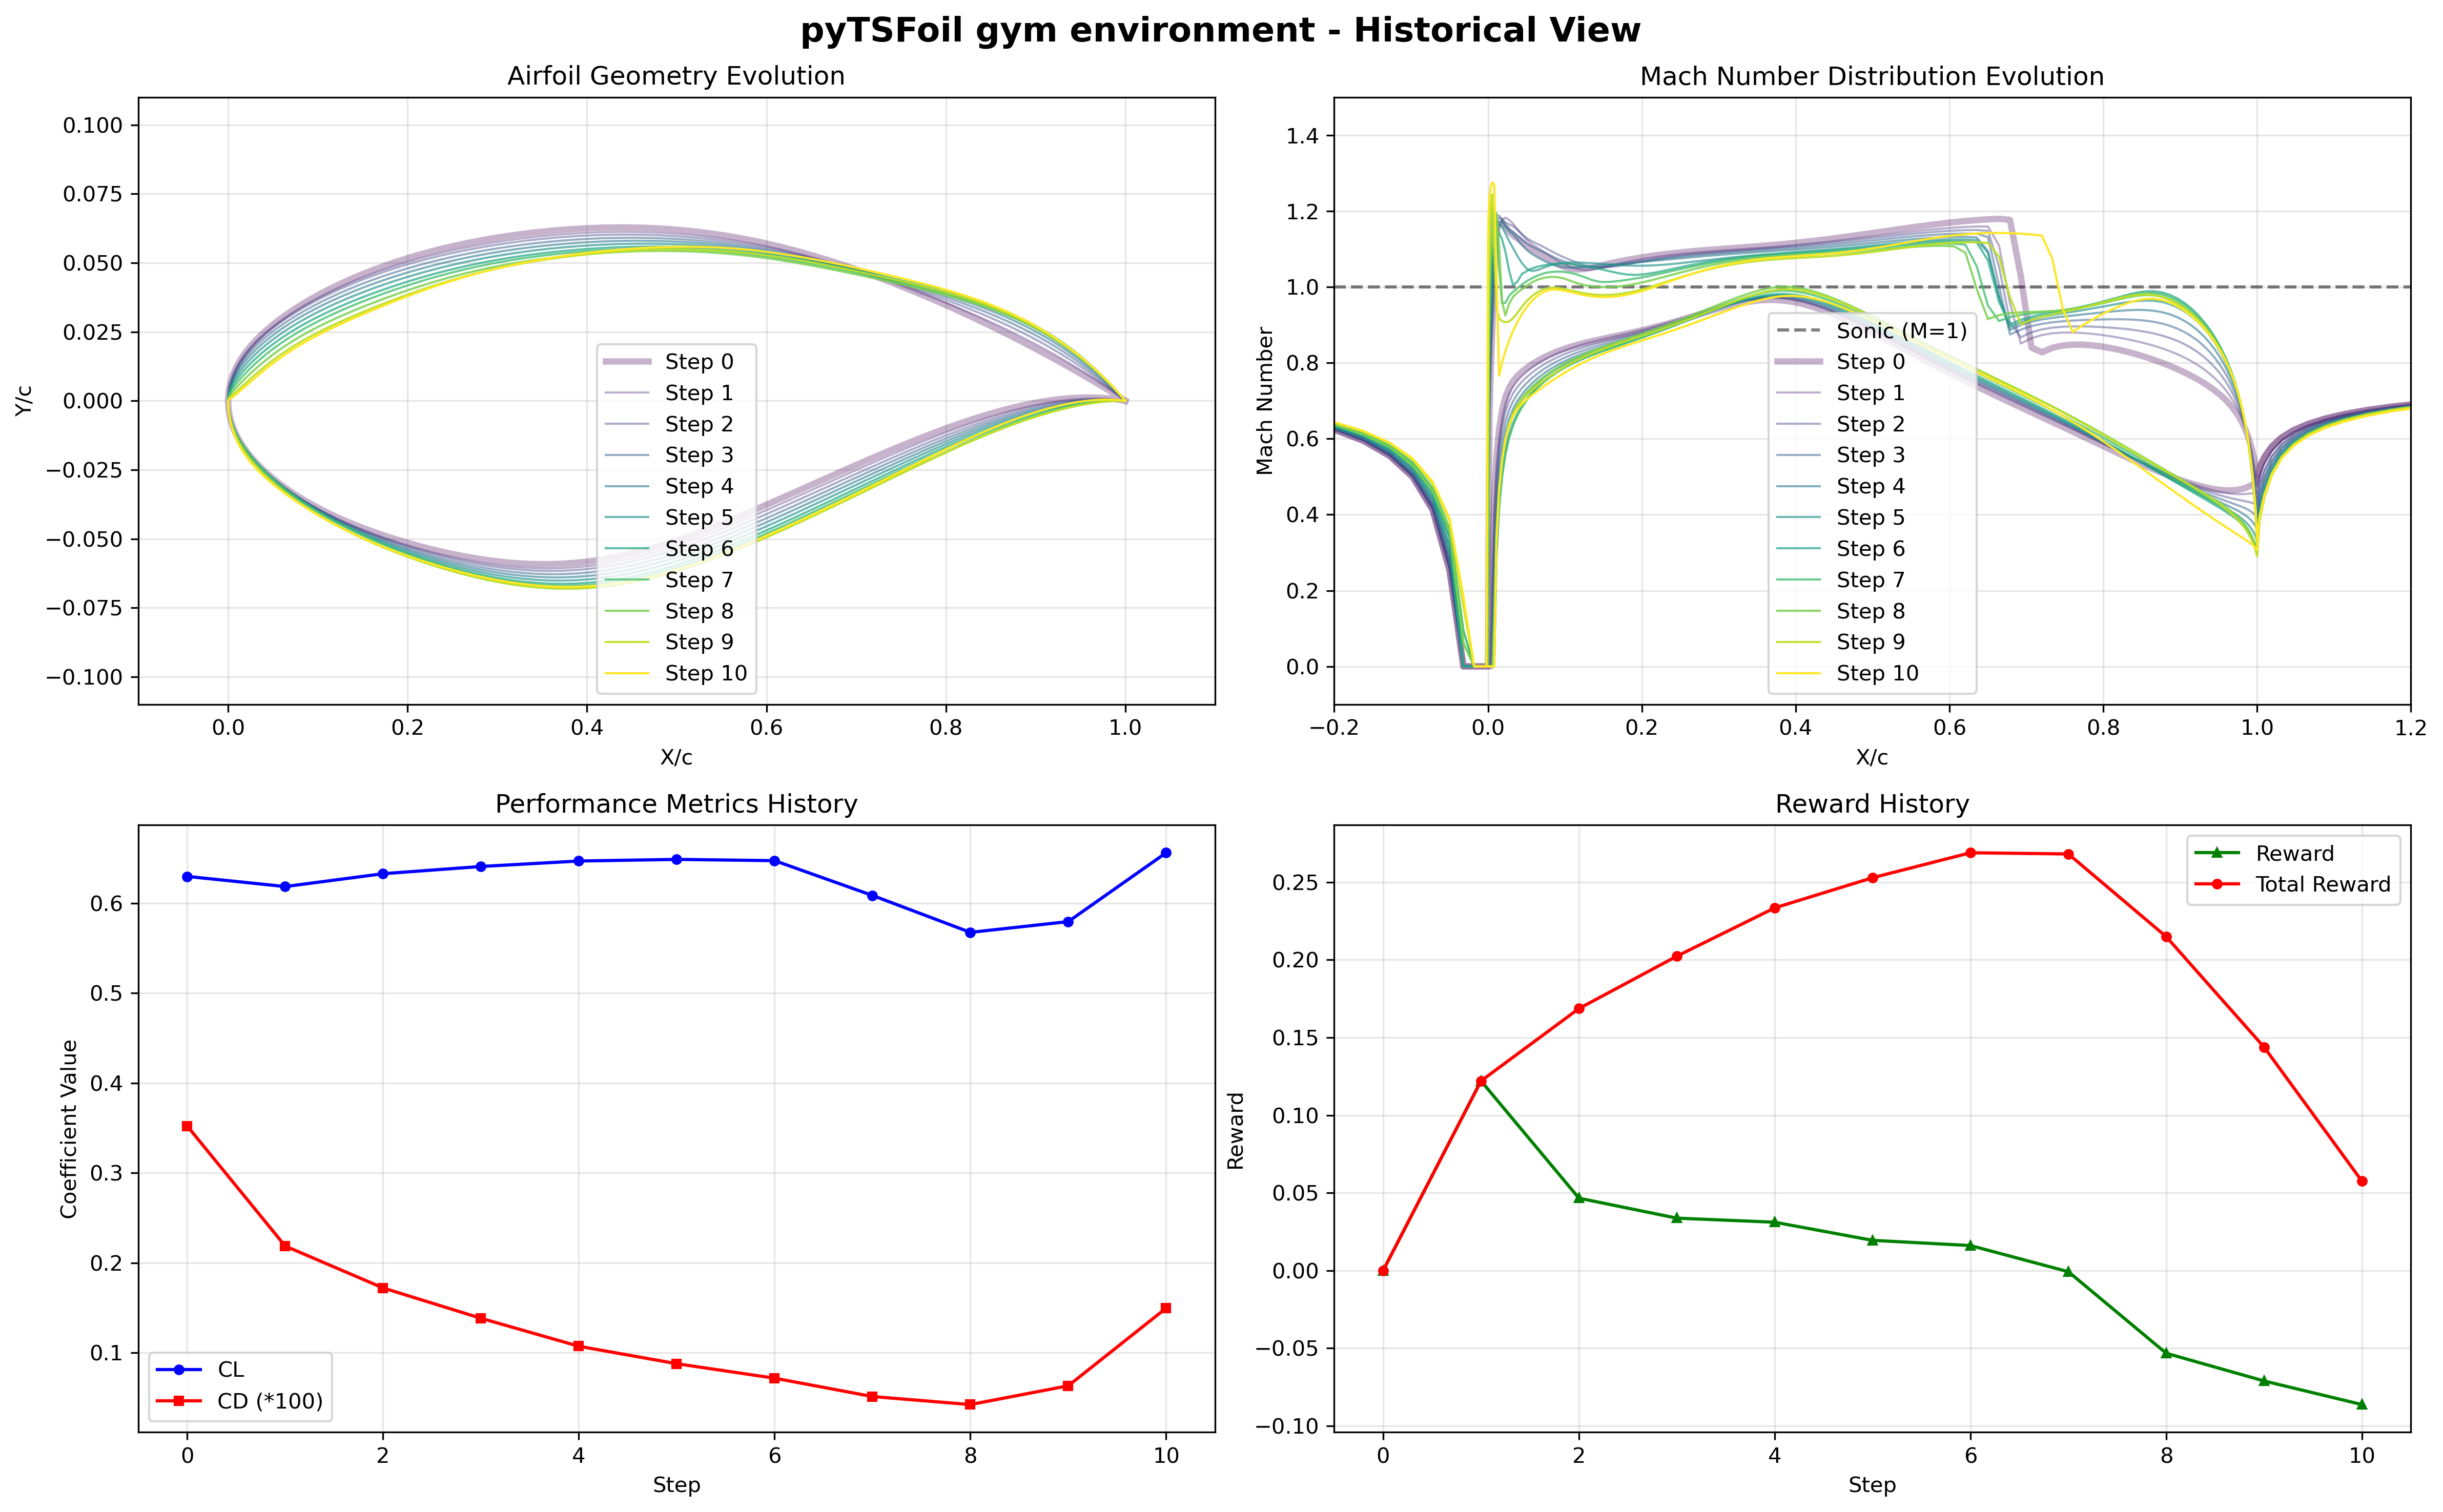 pyTSFoil gym environment - Historical View
Airfoil Geometry Evolution
Y/c
0.100
0.075
0.050
0.025
0.000
−0.025
−0.050
−0.075
−0.100
Step 0
Step 1
Step 2
Step 3
Step 4
Step 5
Step 6
Step 7
Step 8
Step 9
Step 10
0.0 0.2 0.4 0.6 0.8 1.0
X/c
Mach Number Distribution Evolution
Mach Number
1.4
1.2
1.0
0.8
0.6
0.4
0.2
0.0
Sonic (M=1)
Step 0
Step 1
Step 2
Step 3
Step 4
Step 5
Step 6
Step 7
Step 8
Step 9
Step 10
−0.2 0.0 0.2 0.4 0.6 0.8 1.0 1.2
X/c
Performance Metrics History
Coefficient Value
0.6
0.5
0.4
0.3
0.2
0.1
CL
CD (*100)
0 2 4 6 8 10
Step
Reward History
Reward
0.25
0.20
0.15
0.10
0.05
0.00
−0.05
−0.10
Reward
Total Reward
0 2 4 6 8 10
Step